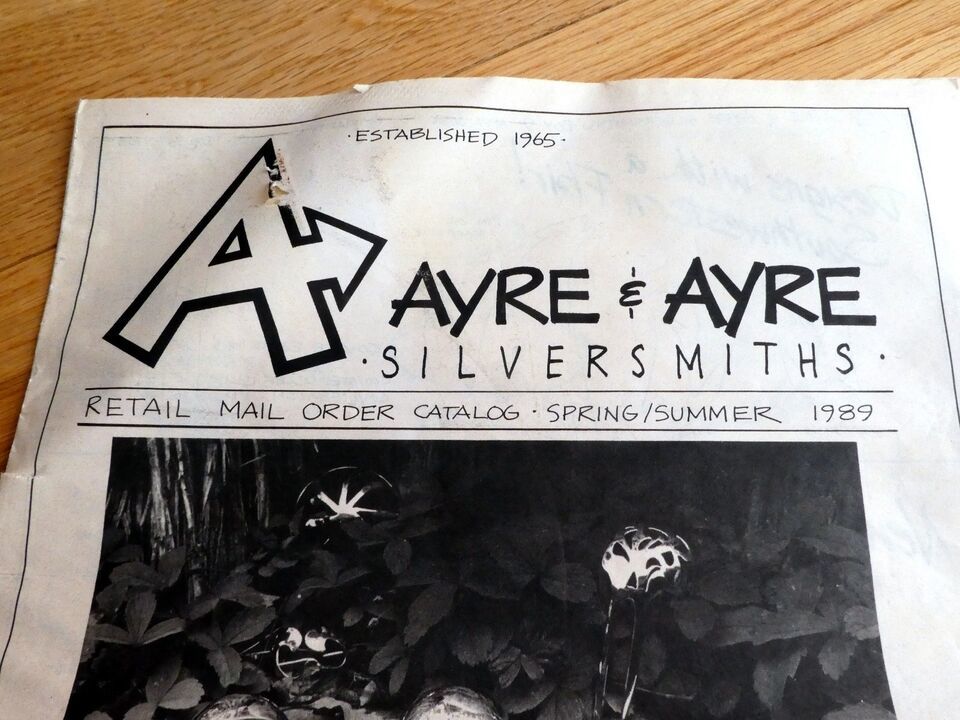 ·ESTABLISHED 1965·
A
AYRE & AYRE
·SILVERSMITHS·
RETAIL MAIL ORDER CATALOG · SPRING/SUMMER 1989